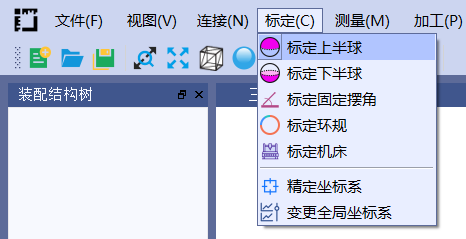 文件(F) 视图(V) 连接(N) 标定(C) 测量(M) 加工(P)
标定上半球
标定下半球
标定固定摆角
标定环规
标定机床
精定坐标系
变更全局坐标系
装配结构树